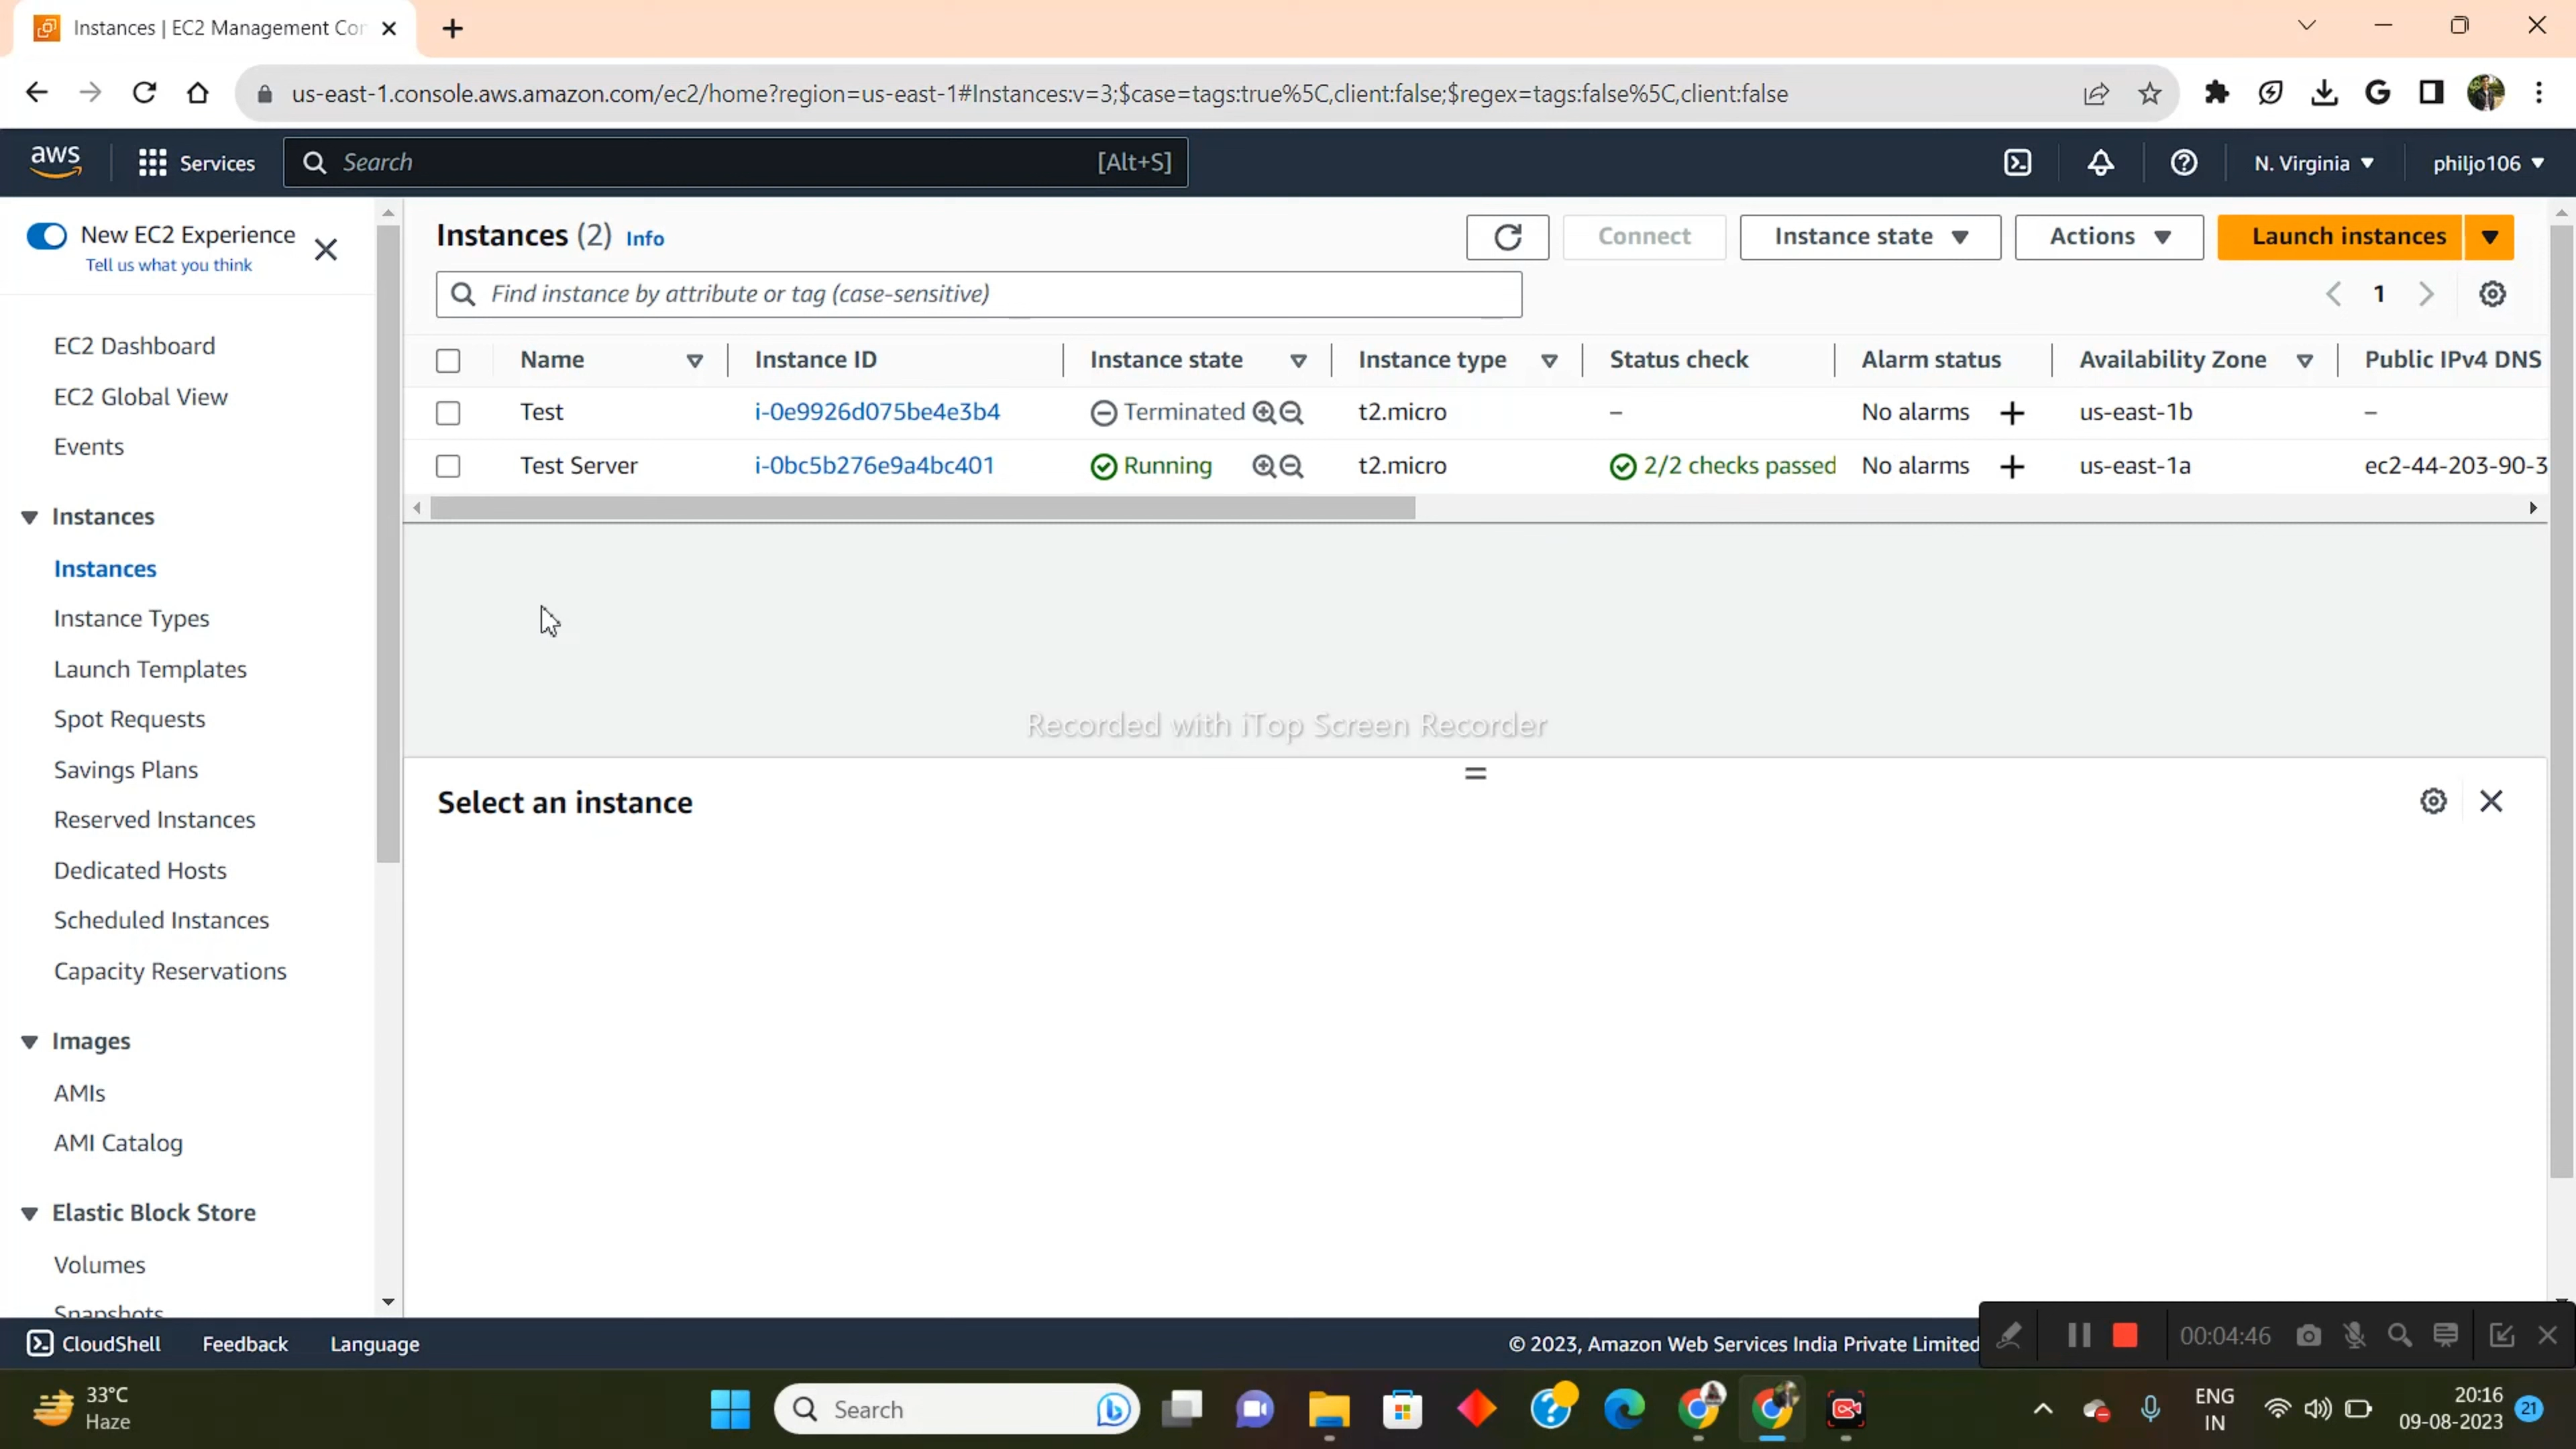 Instances | EC2 Management Con
us-east-1.console.aws.amazon.com/ec2/home?region=us-east-1#Instances:v=3;$case=tags:true%5C,client:false;$regex=tags:false%5C,client:false
aws Services Search [Alt+S] N. Virginia philjo106
New EC2 Experience
Tell us what you think
EC2 Dashboard
EC2 Global View
Events
Instances
Instances
Instance Types
Launch Templates
Spot Requests
Savings Plans
Reserved Instances
Dedicated Hosts
Scheduled Instances
Capacity Reservations
Images
AMIs
AMI Catalog
Elastic Block Store
Volumes
Snapshots
Instances (2) Info Connect Instance state Actions Launch instances
Find instance by attribute or tag (case-sensitive) 1
Name Instance ID Instance state Instance type Status check Alarm status Availability Zone Public IPv4 DNS
Test i-0e9926d075be4e3b4 Terminated t2.micro – No alarms + us-east-1b –
Test Server i-0bc5b276e9a4bc401 Running t2.micro 2/2 checks passed No alarms + us-east-1a ec2-44-203-90-3
Recorded with iTop Screen Recorder
Select an instance
CloudShell Feedback Language © 2023, Amazon Web Services India Private Limited
00:04:46
33°C
Haze
Search
ENG
IN
20:16
09-08-2023
21